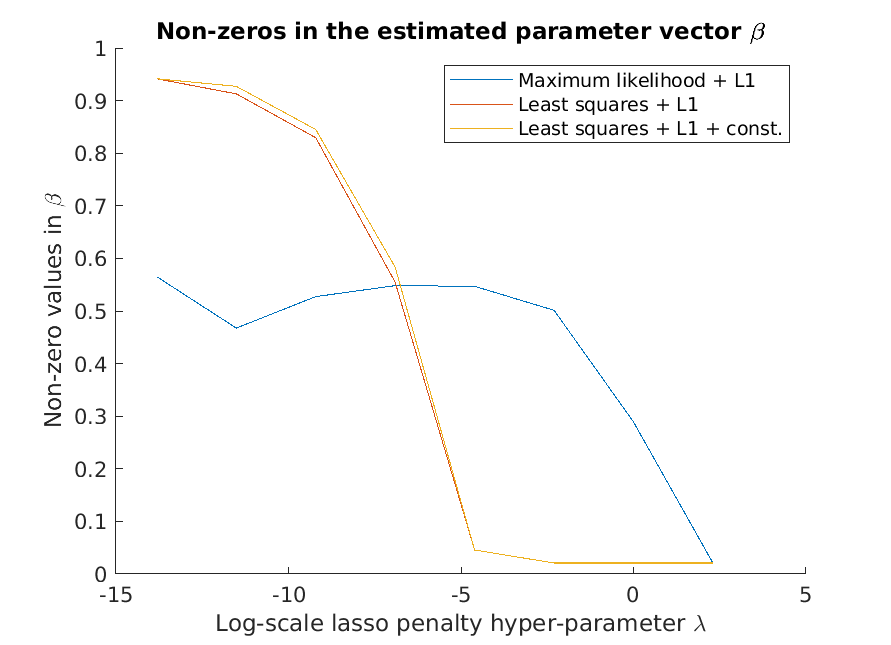 Non-zeros in the estimated parameter vector β
Maximum likelihood + L1
Least squares + L1
Least squares + L1 + const.
Non-zero values in β
1
0.9
0.8
0.7
0.6
0.5
0.4
0.3
0.2
0.1
0
-15
-10
-5
0
5
Log-scale lasso penalty hyper-parameter λ